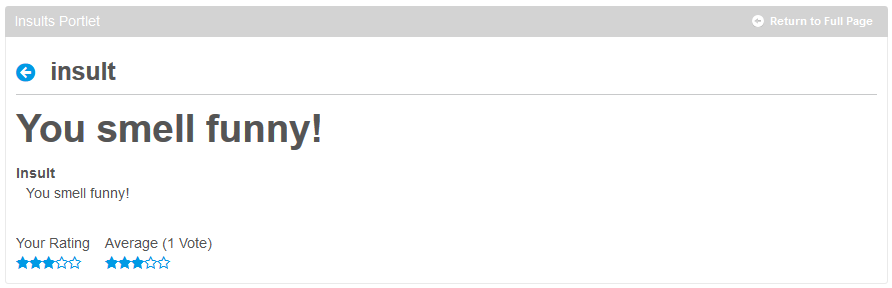 Insults Portlet
Return to Full Page
insult
You smell funny!
Insult
You smell funny!
Your Rating Average (1 Vote)